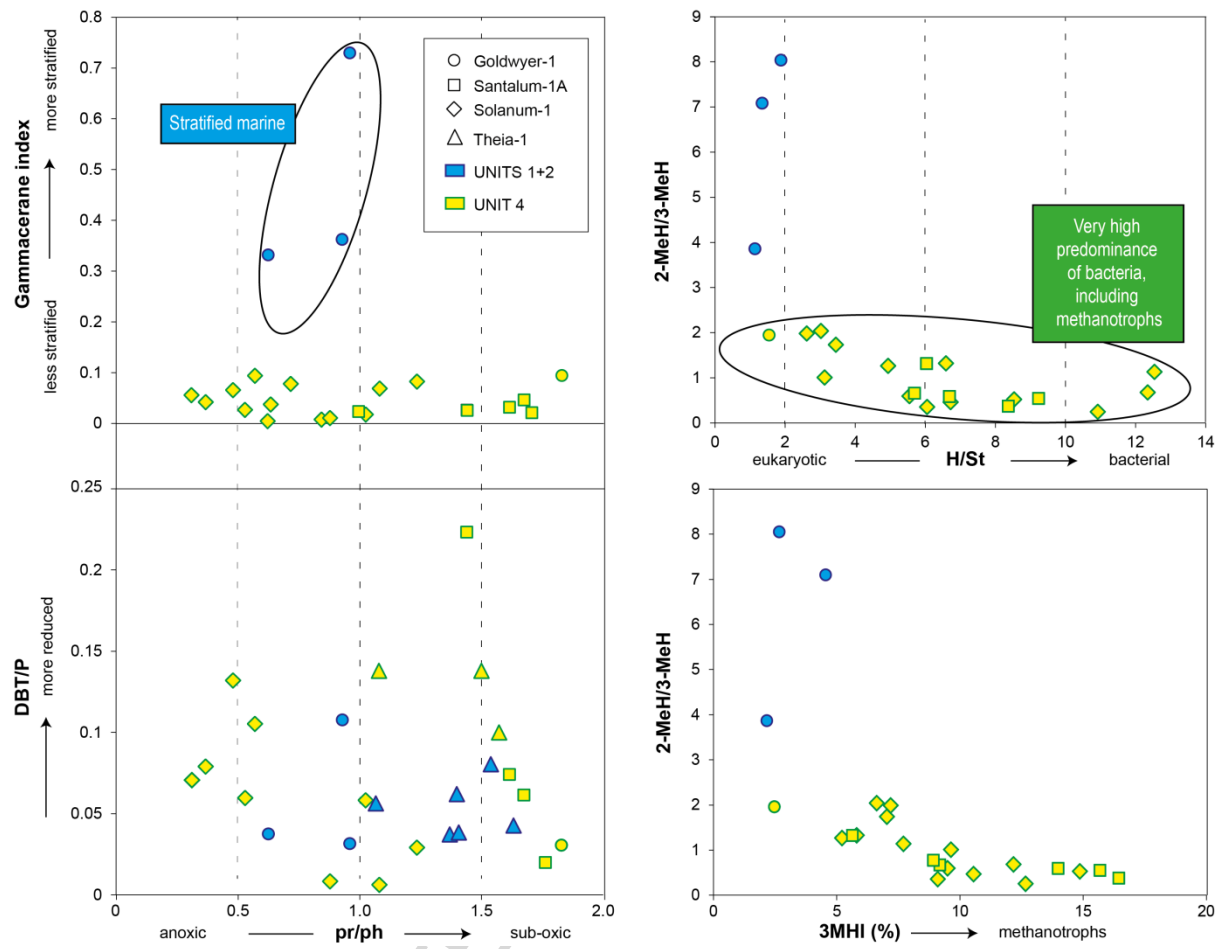 0.8
0.7
0.6
0.5
0.4
0.3
0.2
0.1
0
Gammacerane index
less stratified
more stratified
Stratified marine
Goldwyer-1
Santalum-1A
Solanum-1
Theia-1
UNITS 1+2
UNIT 4
0.25
0.2
0.15
0.1
0.05
0
DBT/P
more reduced
0
0.5
1.0
1.5
2.0
anoxic
pr/ph
sub-oxic
9
8
7
6
5
4
3
2
1
0
2-MeH/3-MeH
Very high
predominance
of bacteria,
including
methanotrophs
0
2
4
6
8
10
12
14
eukaryotic
H/St
bacterial
9
8
7
6
5
4
3
2
1
0
2-MeH/3-MeH
0
5
10
15
20
3MHI (%)
methanotrophs